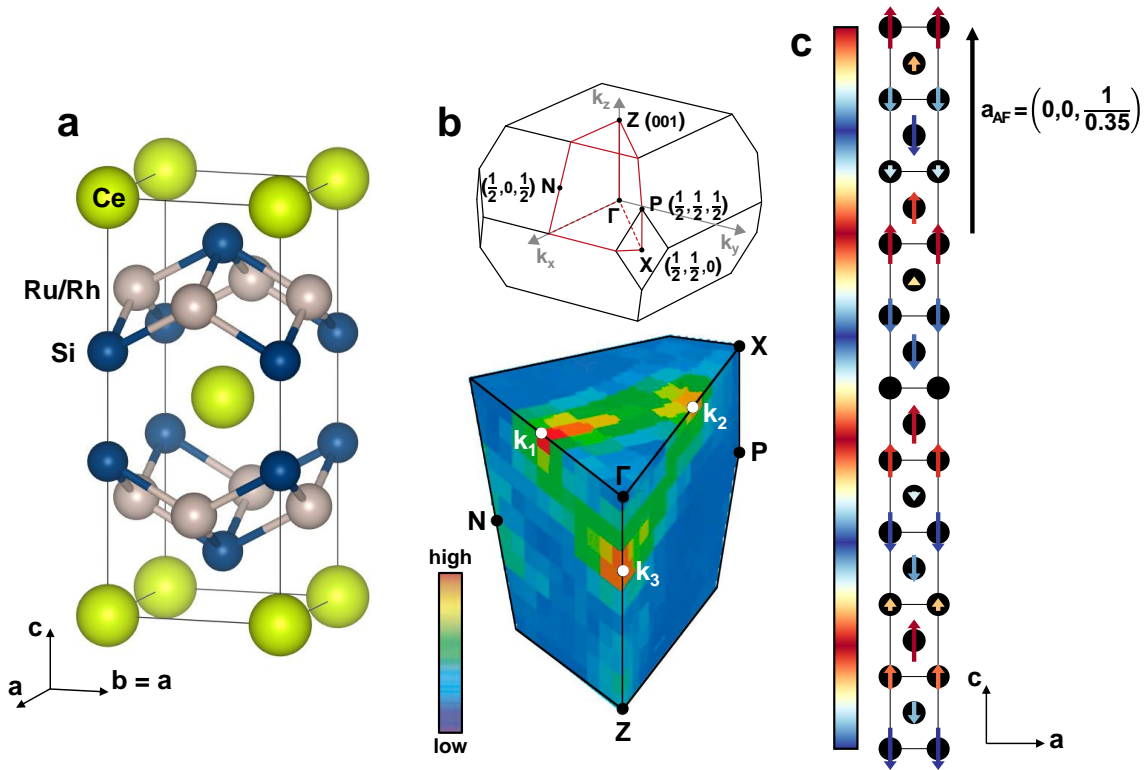 a
Ce
Ru/Rh
Si
c
a
b = a
b
k_z
Z (001)
(1/2,0,1/2) N
Γ
P (1/2,1/2,1/2)
k_x
k_y
X
(1/2,1/2,0)
X
k_1
k_2
Γ
P
N
k_3
high
low
Z
c
a_AF = (0,0, 1/0.35)
c
a